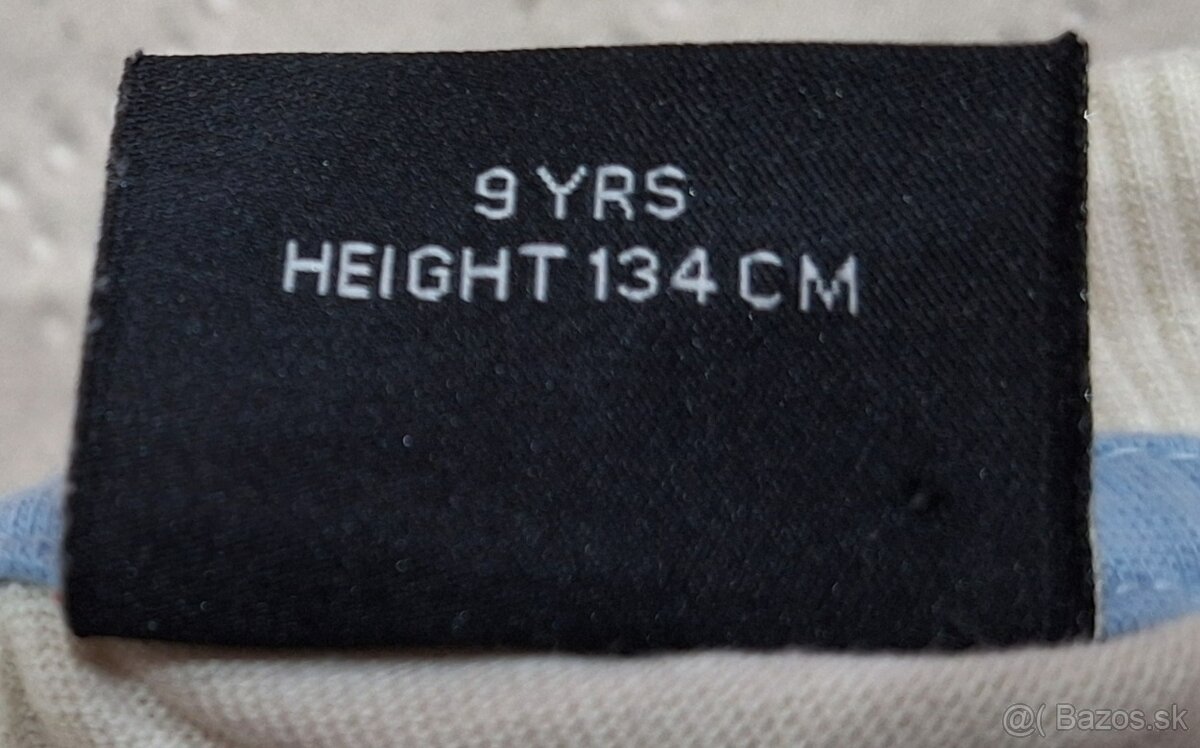 9 YRS
HEIGHT 134 CM
@( Bazos.sk